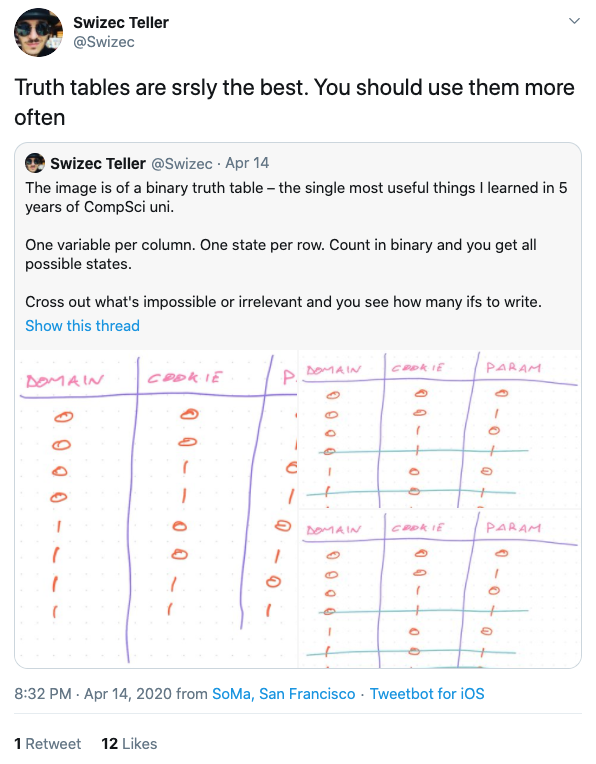 Swizec Teller
@Swizec
Truth tables are srsly the best. You should use them more
often
Swizec Teller @Swizec · Apr 14
The image is of a binary truth table – the single most useful things I learned in 5
years of CompSci uni.
One variable per column. One state per row. Count in binary and you get all
possible states.
Cross out what's impossible or irrelevant and you see how many ifs to write.
Show this thread
DOMAIN COOKIE P
0 0
0 0 1
0 1 0
0 1 1
1 0 0
1 0 1
1 1 0
1 1 1
DOMAIN COOKIE PARAM
0 0 0
0 0 1
0 1 0
0 1 1
1 0 0
1 0 1
DOMAIN COOKIE PARAM
0 0 0
0 0 1
0 1 0
0 1 1
1 0 0
1 0 1
8:32 PM · Apr 14, 2020 from SoMa, San Francisco · Tweetbot for iOS
1 Retweet 12 Likes